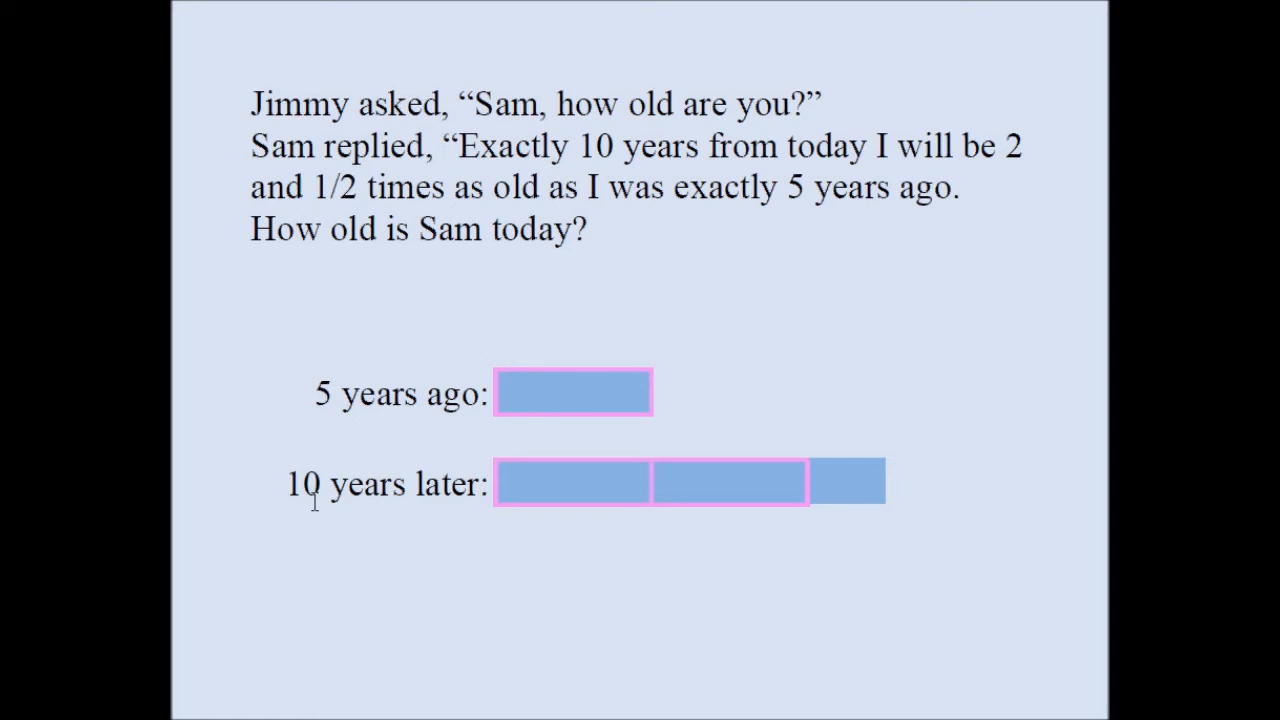 Jimmy asked, “Sam, how old are you?”
Sam replied, “Exactly 10 years from today I will be 2
and 1/2 times as old as I was exactly 5 years ago.
How old is Sam today?
5 years ago:
10 years later: